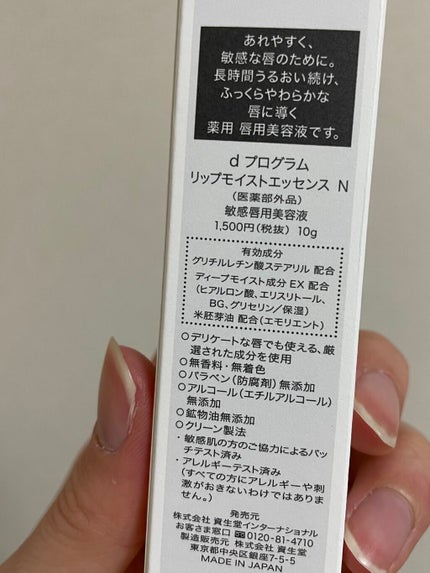 あれやすく、
敏感な唇のために。
長時間うるおい続け、
ふっくらやわらかな
唇に導く
薬用 唇用美容液です。
d プログラム
リップモイストエッセンス N
（医薬部外品）
敏感唇用美容液
1,500円（税抜） 10g
有効成分
グリチルレチン酸ステアリル 配合
ディープモイスト成分 EX 配合
（ヒアルロン酸、エリスリトール、
BG、グリセリン／保湿）
米胚芽油 配合（エモリエント）
○デリケートな唇でも使える、厳
選された成分を使用
○無香料・無着色
○パラベン（防腐剤）無添加
○アルコール（エチルアルコール）
無添加
○鉱物油無添加
○クリーン製法
・敏感肌の方のご協力によるパッ
チテスト済み
・アレルギーテスト済み
（すべての方にアレルギーや刺
激がおきないわけではありま
せん。）
発売元
株式会社 資生堂インターナショナル
お客さま窓口 0120-81-4710
製造販売元 株式会社 資生堂
東京都中央区銀座7-5-5
MADE IN JAPAN